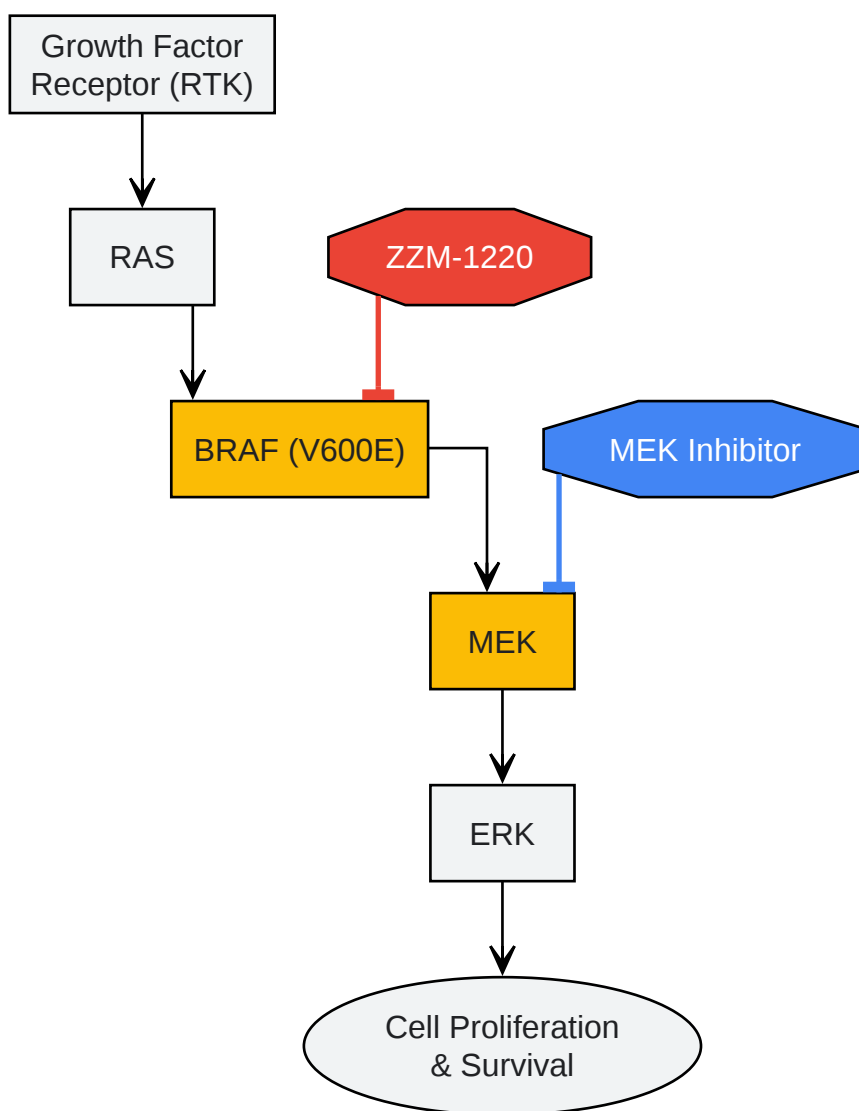 Growth Factor
Receptor (RTK)
RAS
ZZM-1220
BRAF (V600E)
MEK Inhibitor
MEK
ERK
Cell Proliferation
& Survival